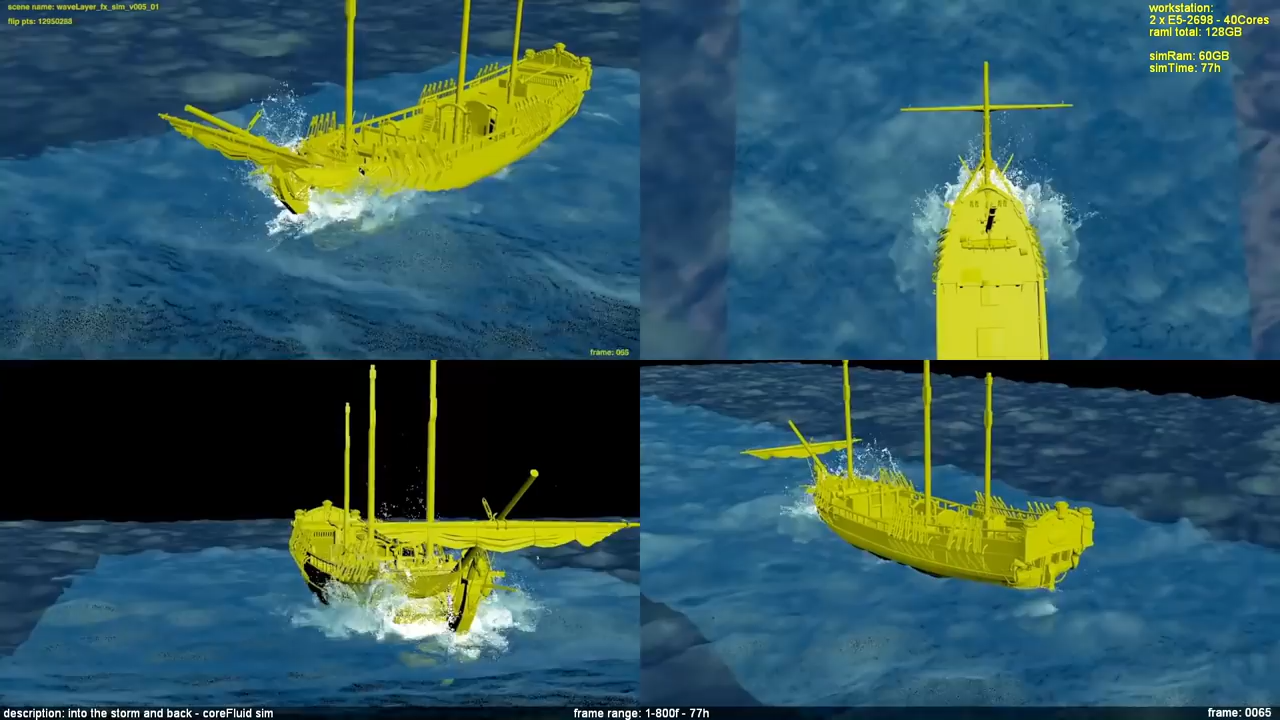 scene name: waveLayer_fx_sim_v005_01
flip pts: 12950288
workstation:
2 x E5-2698 - 40Cores
raml total: 128GB
simRam: 60GB
simTime: 77h
frame: 065
description: into the storm and back - coreFluid sim
frame range: 1-800f - 77h
frame: 0065